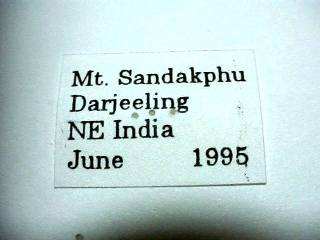 Mt. Sandakphu
Darjeeling
NE India
June 1995